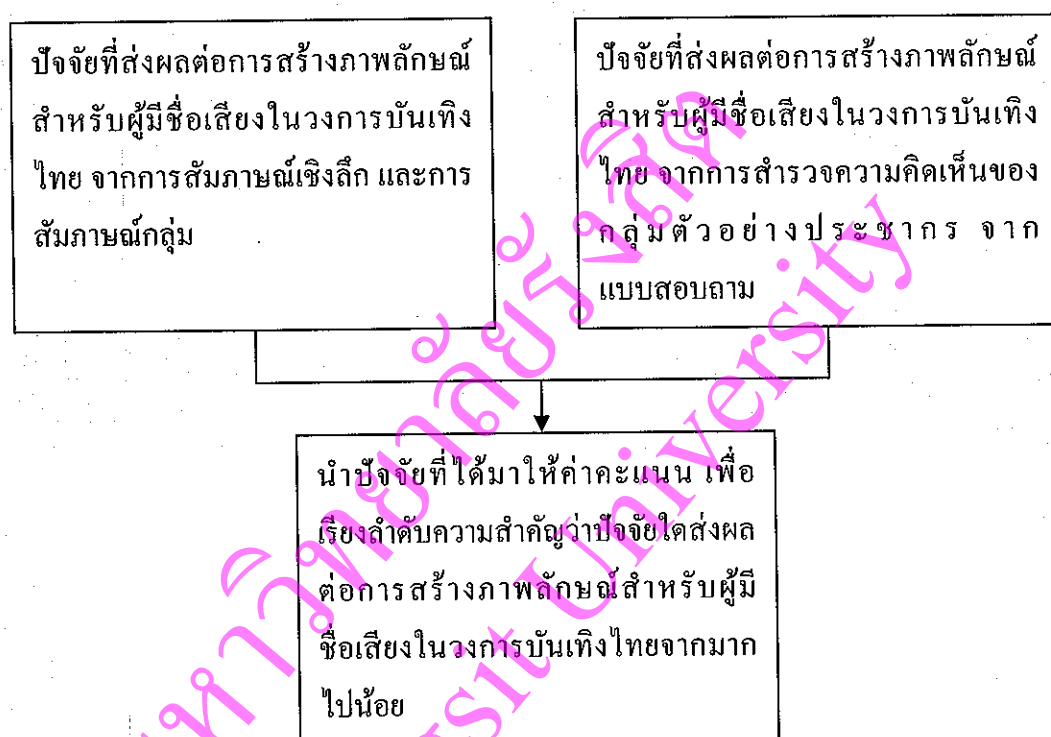 ปัจจัยที่ส่งผลต่อการสร้างภาพลักษณ์
สำหรับผู้มีชื่อเสียงในวงการบันเทิง
ไทย จากการสัมภาษณ์เชิงลึก และการ
สัมภาษณ์กลุ่ม
ปัจจัยที่ส่งผลต่อการสร้างภาพลักษณ์
สำหรับผู้มีชื่อเสียงในวงการบันเทิง
ไทย จากการสำรวจความคิดเห็นของ
กลุ่มตัวอย่างประชากร จาก
แบบสอบถาม
นำปัจจัยที่ได้มาให้ค่าคะแนน เพื่อ
เรียงลำดับความสำคัญว่าปัจจัยใดส่งผล
ต่อการสร้างภาพลักษณ์สำหรับผู้มี
ชื่อเสียงในวงการบันเทิงไทยจากมาก
ไปน้อย
มหาวิทยาลัยรังสิต
Rangsit University